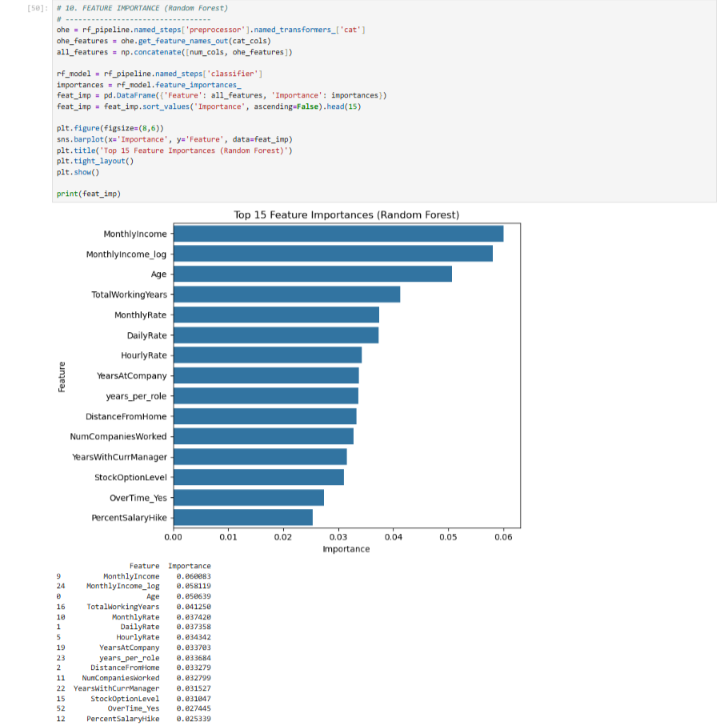 [50]:
# 10. FEATURE IMPORTANCE (Random Forest)
# ----------------------------------
ohe = rf_pipeline.named_steps['preprocessor'].named_transformers_['cat']
ohe_features = ohe.get_feature_names_out(cat_cols)
all_features = np.concatenate([num_cols, ohe_features])
rf_model = rf_pipeline.named_steps['classifier']
importances = rf_model.feature_importances_
feat_imp = pd.DataFrame({'Feature': all_features, 'Importance': importances})
feat_imp = feat_imp.sort_values('Importance', ascending=False).head(15)
plt.figure(figsize=(8,6))
sns.barplot(x='Importance', y='Feature', data=feat_imp)
plt.title('Top 15 Feature Importances (Random Forest)')
plt.tight_layout()
plt.show()
print(feat_imp)
Top 15 Feature Importances (Random Forest)
MonthlyIncome
MonthlyIncome_log
Age
TotalWorkingYears
MonthlyRate
DailyRate
HourlyRate
YearsAtCompany
years_per_role
DistanceFromHome
NumCompaniesWorked
YearsWithCurrManager
StockOptionLevel
OverTime_Yes
PercentSalaryHike
Feature
0.00 0.01 0.02 0.03 0.04 0.05 0.06
Importance
Feature Importance
9 MonthlyIncome 0.060083
24 MonthlyIncome_log 0.058119
0 Age 0.050639
16 TotalWorkingYears 0.041250
10 MonthlyRate 0.037420
1 DailyRate 0.037358
5 HourlyRate 0.034342
19 YearsAtCompany 0.033703
23 years_per_role 0.033684
2 DistanceFromHome 0.033279
11 NumCompaniesWorked 0.032799
22 YearsWithCurrManager 0.031527
15 StockOptionLevel 0.031047
52 OverTime_Yes 0.027445
12 PercentSalaryHike 0.025339